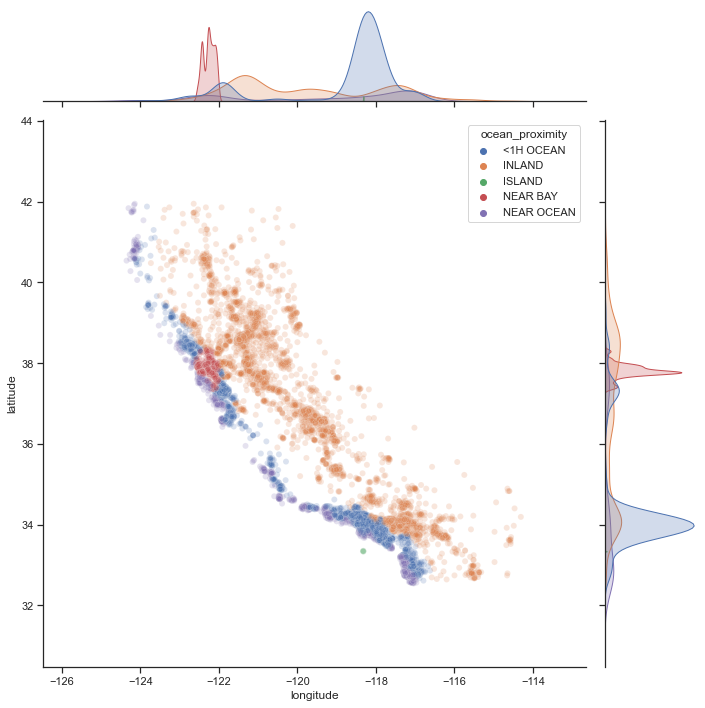 ocean_proximity
<1H OCEAN
INLAND
ISLAND
NEAR BAY
NEAR OCEAN
44
42
40
38
36
34
32
latitude
−126
−124
−122
−120
−118
−116
−114
longitude